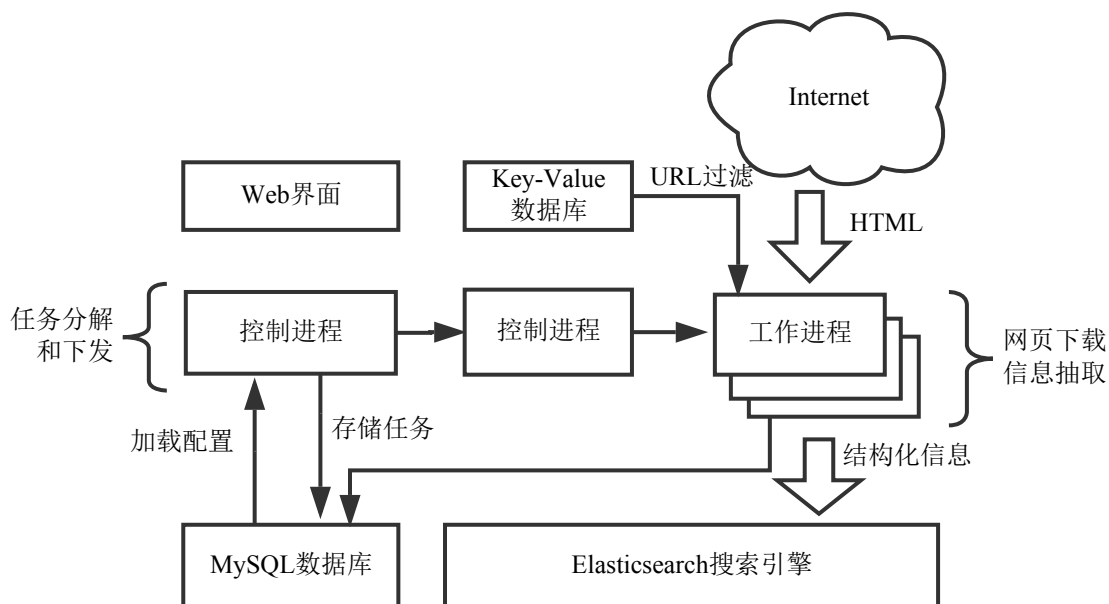 Internet
Web界面
Key-Value
数据库
URL过滤
HTML
任务分解
和下发
控制进程
控制进程
工作进程
网页下载
信息抽取
加载配置
存储任务
结构化信息
MySQL数据库
Elasticsearch搜索引擎